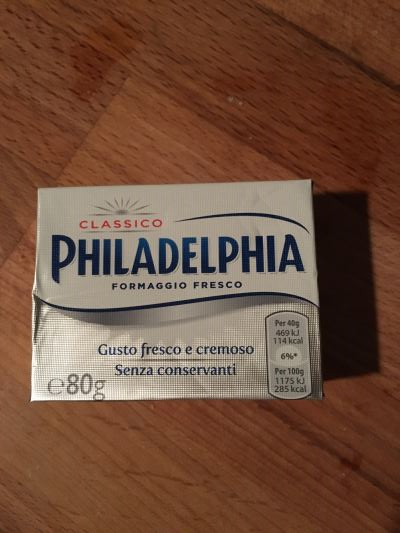 CLASSICO
PHILADELPHIA
FORMAGGIO FRESCO
Gusto fresco e cremoso
Senza conservanti
℮80g
Per 40g
469 kJ
114 kcal
6%*
Per 100g
1175 kJ
285 kcal